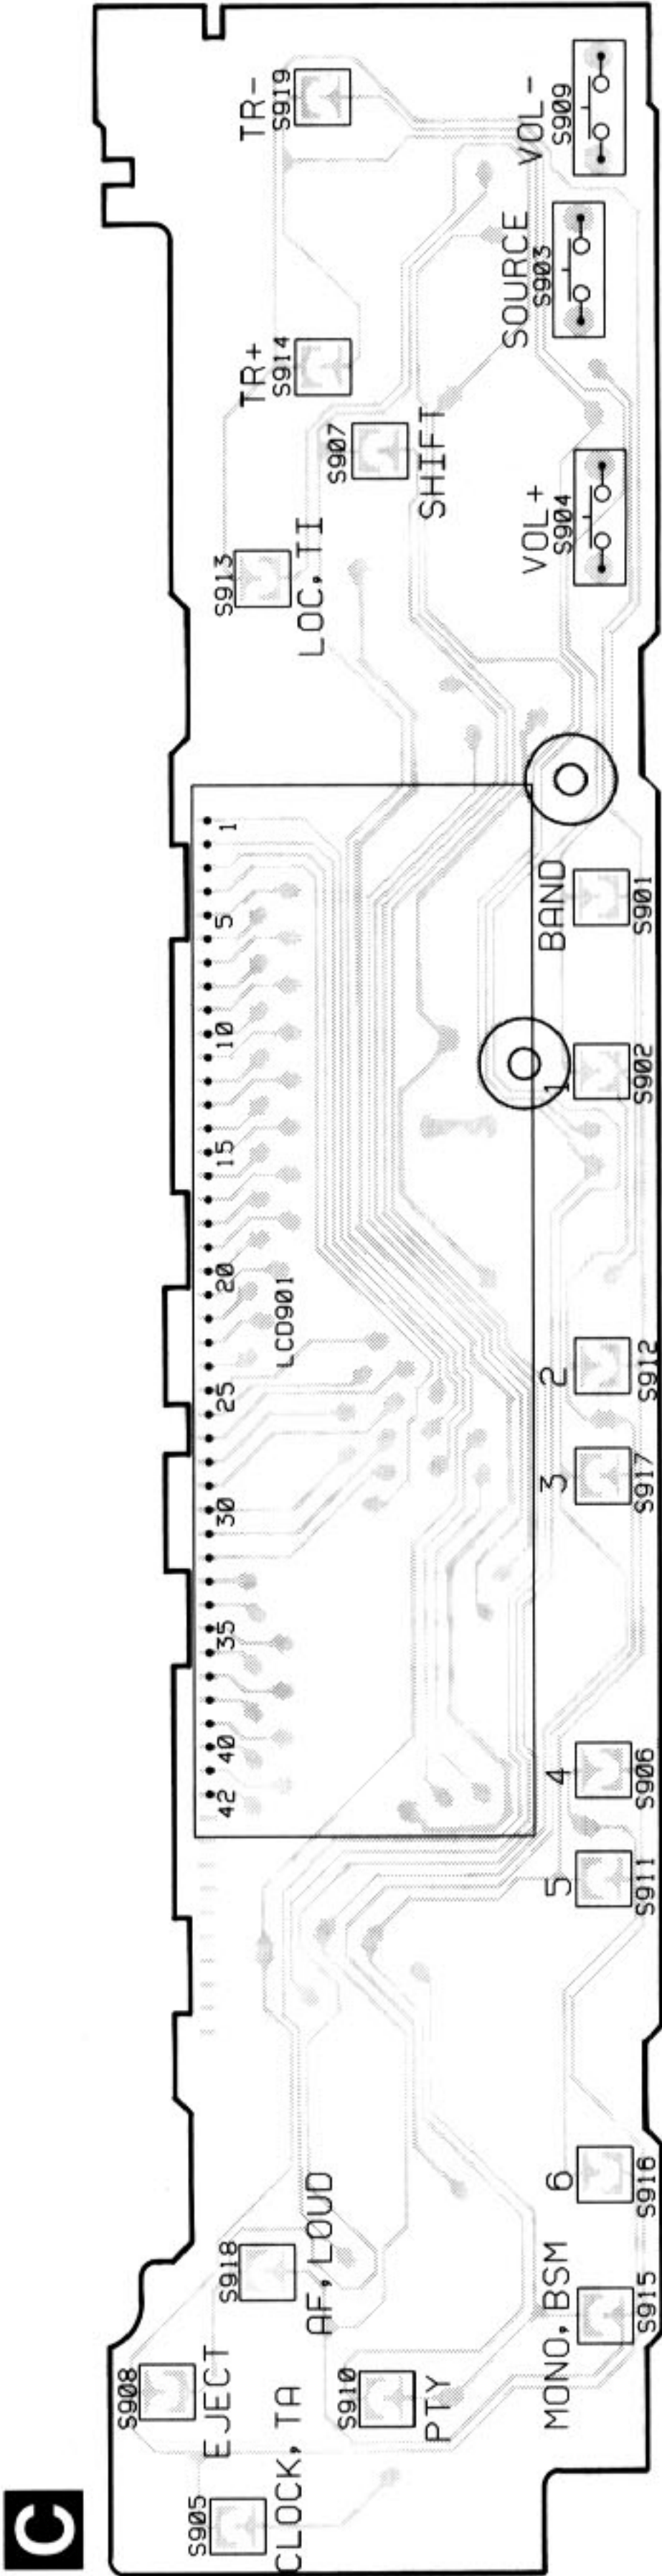 C
S905
CLOCK, TA
S908
EJECT
S918
AF, LOUD
S910
PTY
MONO, BSM
S915
6
S916
5
S911
4
S906
3
S917
2
S912
1
S902
BAND
S901
LCD901
42
40
35
30
25
20
15
10
5
1
S913
LOC, TI
S907
SHIFT
TR+
S914
TR-
S919
VOL+
S904
SOURCE
S903
VOL-
S909